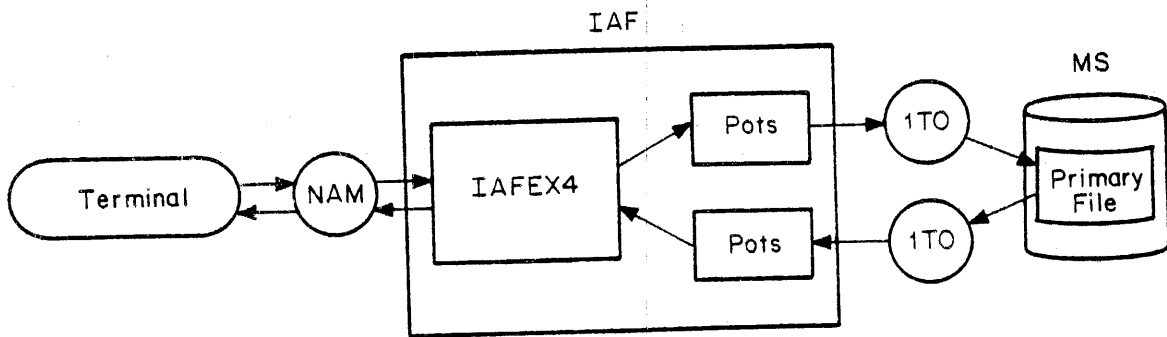 IAF
MS
Pots
1TO
Terminal
NAM
IAFEX4
Primary
File
Pots
1TO